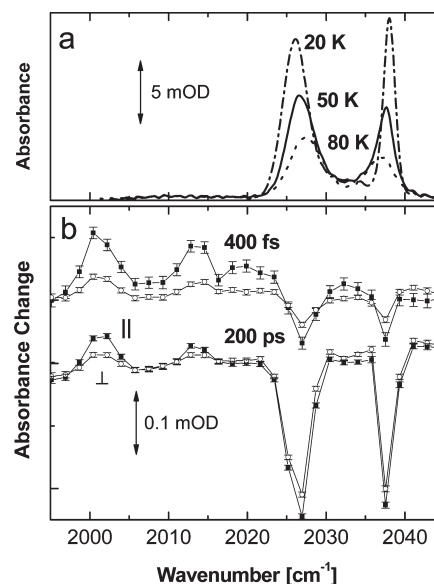 a
20 K
50 K
80 K
5 mOD
Absorbance
b
400 fs
||
200 ps
⊥
0.1 mOD
Absorbance Change
2000 2010 2020 2030 2040
Wavenumber [cm⁻¹]